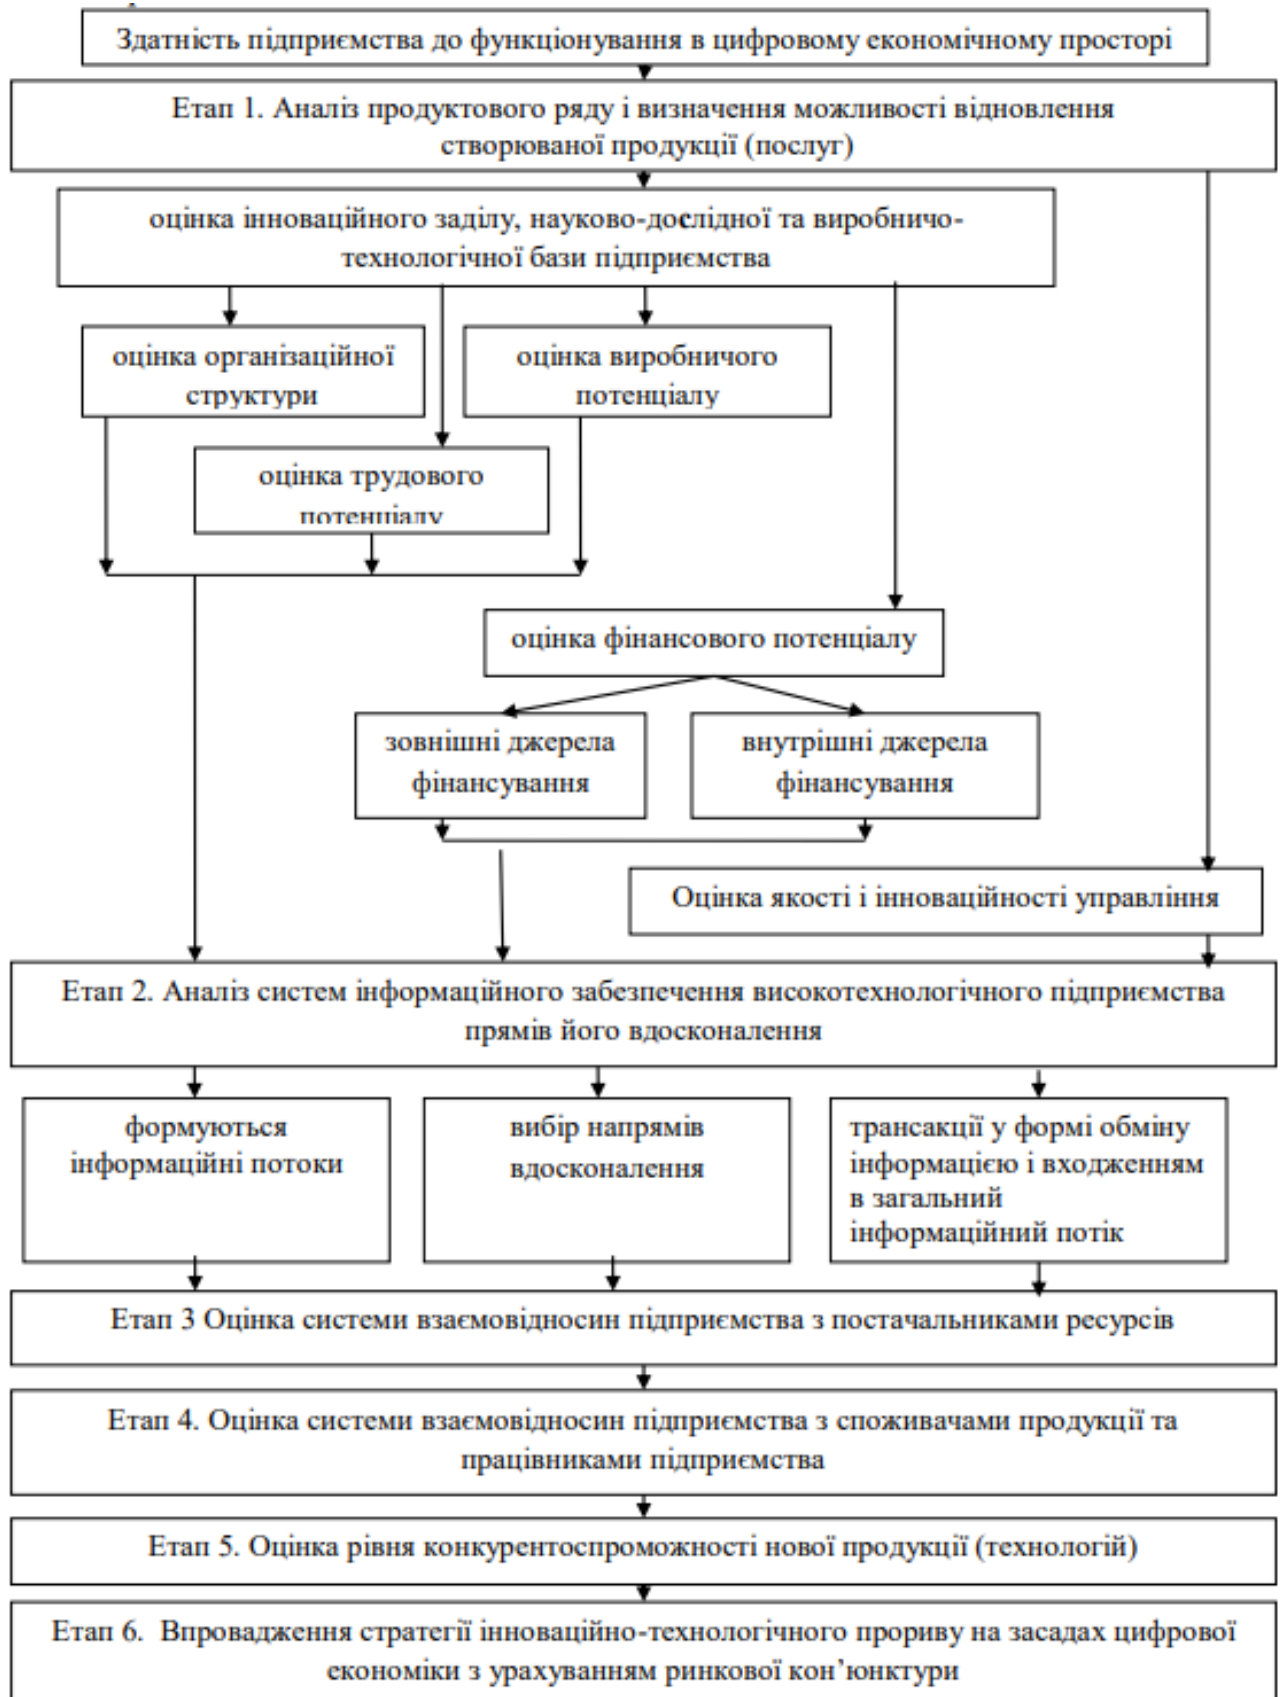 Здатність підприємства до функціонування в цифровому економічному просторі
Етап 1. Аналіз продуктового ряду і визначення можливості відновлення
створюваної продукції (послуг)
оцінка інноваційного заділу, науково-дослідної та виробничо-
технологічної бази підприємства
оцінка організаційної
структури
оцінка виробничого
потенціалу
оцінка трудового
потенціалу
оцінка фінансового потенціалу
зовнішні джерела
фінансування
внутрішні джерела
фінансування
Оцінка якості і інноваційності управління
Етап 2. Аналіз систем інформаційного забезпечення високотехнологічного підприємства
прямів його вдосконалення
формуються
інформаційні потоки
вибір напрямів
вдосконалення
трансакції у формі обміну
інформацією і входженням
в загальний
інформаційний потік
Етап 3 Оцінка системи взаємовідносин підприємства з постачальниками ресурсів
Етап 4. Оцінка системи взаємовідносин підприємства з споживачами продукції та
працівниками підприємства
Етап 5. Оцінка рівня конкурентоспроможності нової продукції (технологій)
Етап 6. Впровадження стратегії інноваційно-технологічного прориву на засадах цифрової
економіки з урахуванням ринкової кон’юнктури